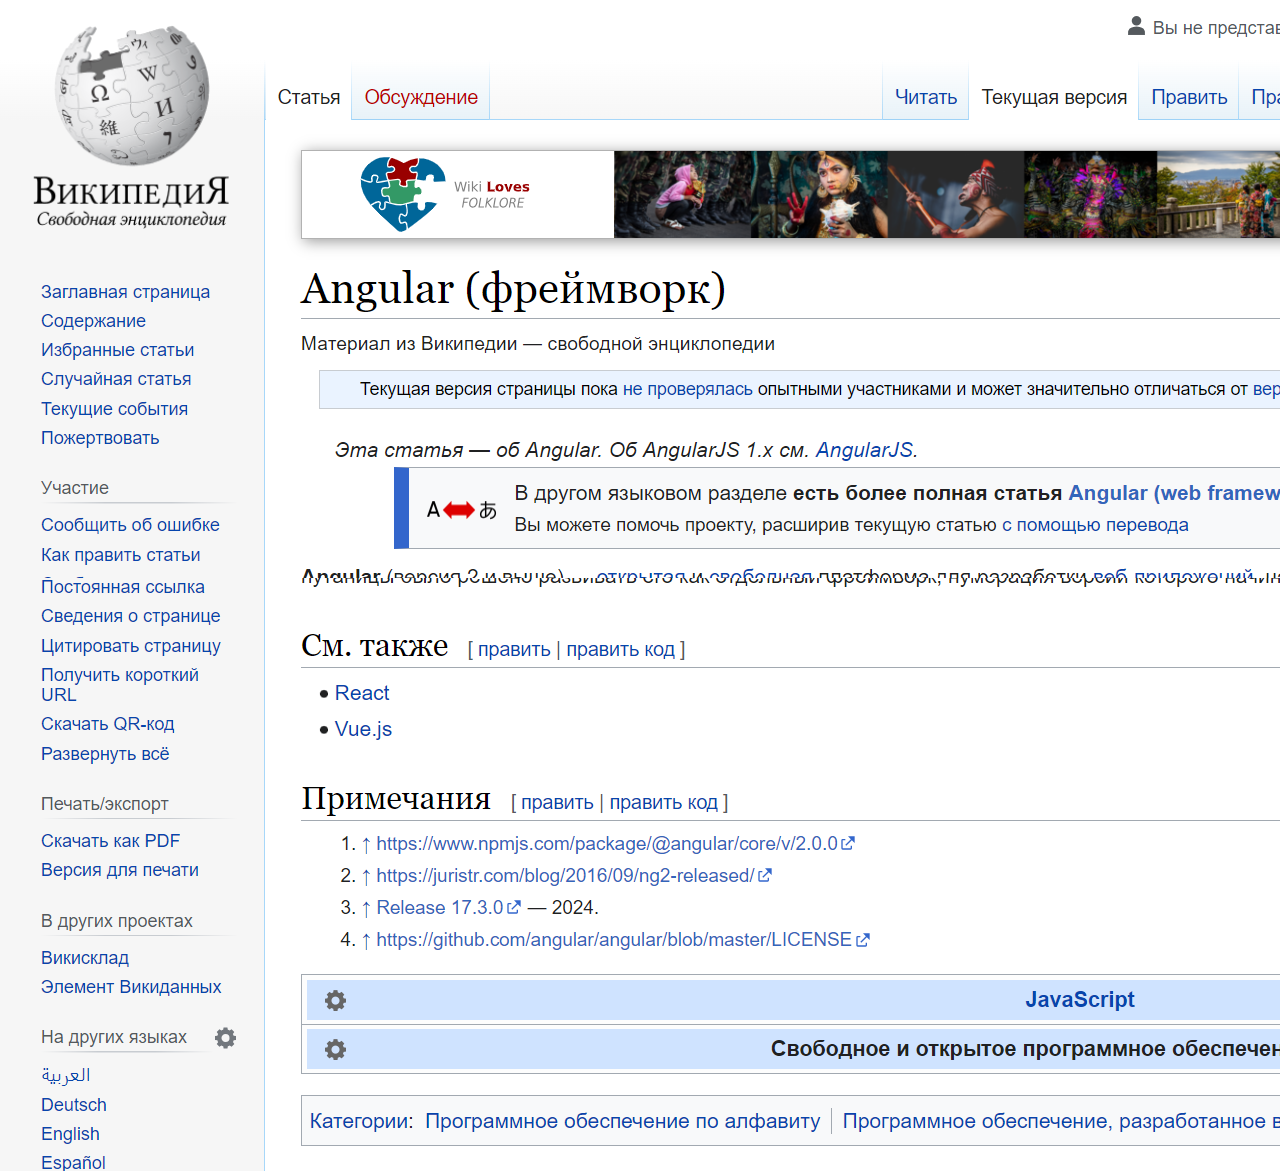 Вы не представ
ВикипедиЯ
Свободная энциклопедия
Статья
Обсуждение
Читать
Текущая версия
Править
Пра
Wiki Loves
FOLKLORE
Angular (фреймворк)
Материал из Википедии — свободной энциклопедии
Текущая версия страницы пока не проверялась опытными участниками и может значительно отличаться от вер
Эта статья — об Angular. Об AngularJS 1.x см. AngularJS.
В другом языковом разделе есть более полная статья Angular (web framew
Вы можете помочь проекту, расширив текущую статью с помощью перевода
См. также [ править | править код ]
React
Vue.js
Примечания [ править | править код ]
1. ↑ https://www.npmjs.com/package/@angular/core/v/2.0.0
2. ↑ https://juristr.com/blog/2016/09/ng2-released/
3. ↑ Release 17.3.0 — 2024.
4. ↑ https://github.com/angular/angular/blob/master/LICENSE
JavaScript
Свободное и открытое программное обеспечен
Категории: Программное обеспечение по алфавиту | Программное обеспечение, разработанное в
Заглавная страница
Содержание
Избранные статьи
Случайная статья
Текущие события
Пожертвовать
Участие
Сообщить об ошибке
Как править статьи
Постоянная ссылка
Сведения о странице
Цитировать страницу
Получить короткий
URL
Скачать QR-код
Развернуть всё
Печать/экспорт
Скачать как PDF
Версия для печати
В других проектах
Викисклад
Элемент Викиданных
На других языках
العربية
Deutsch
English
Español